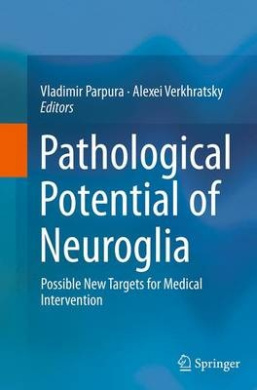 Vladimir Parpura · Alexei Verkhratsky
Editors
Pathological
Potential of
Neuroglia
Possible New Targets for Medical
Intervention
Springer